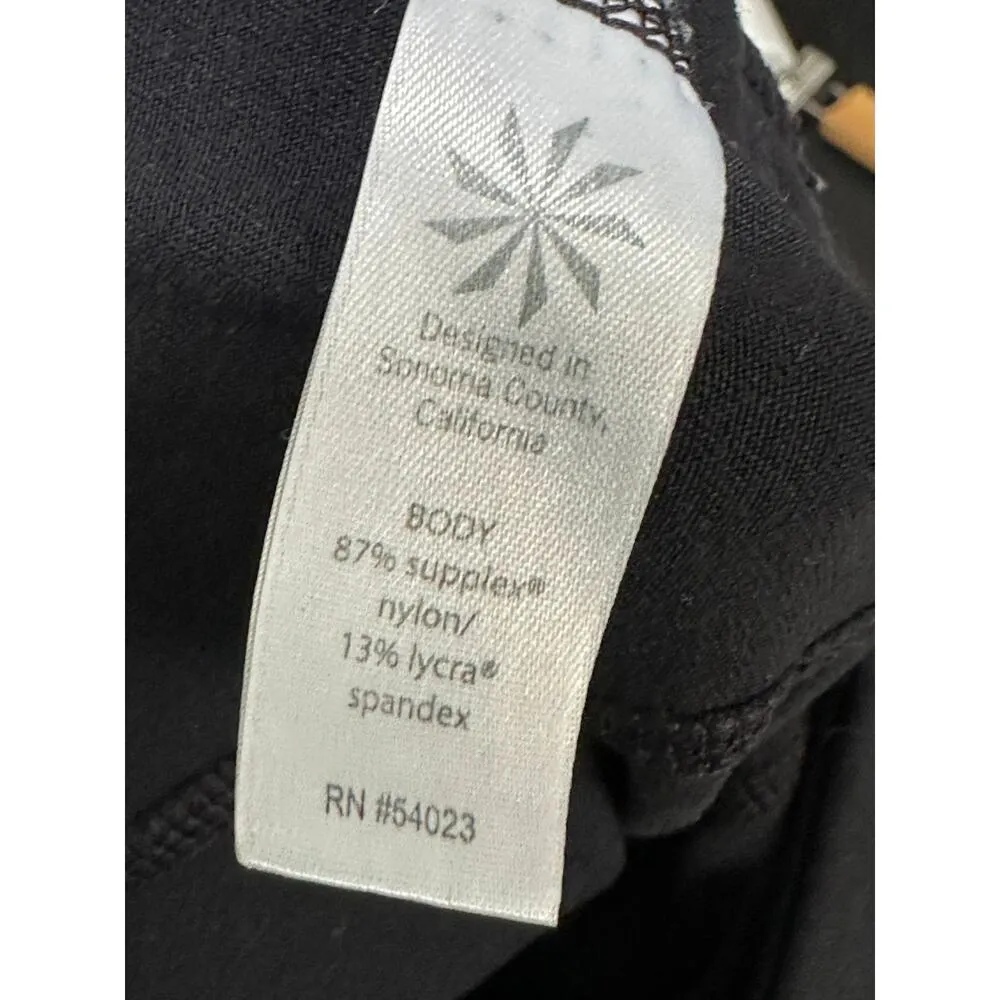 Designed in
Sonoma County,
California
BODY
87% supplex®
nylon/
13% lycra®
spandex
RN #54023